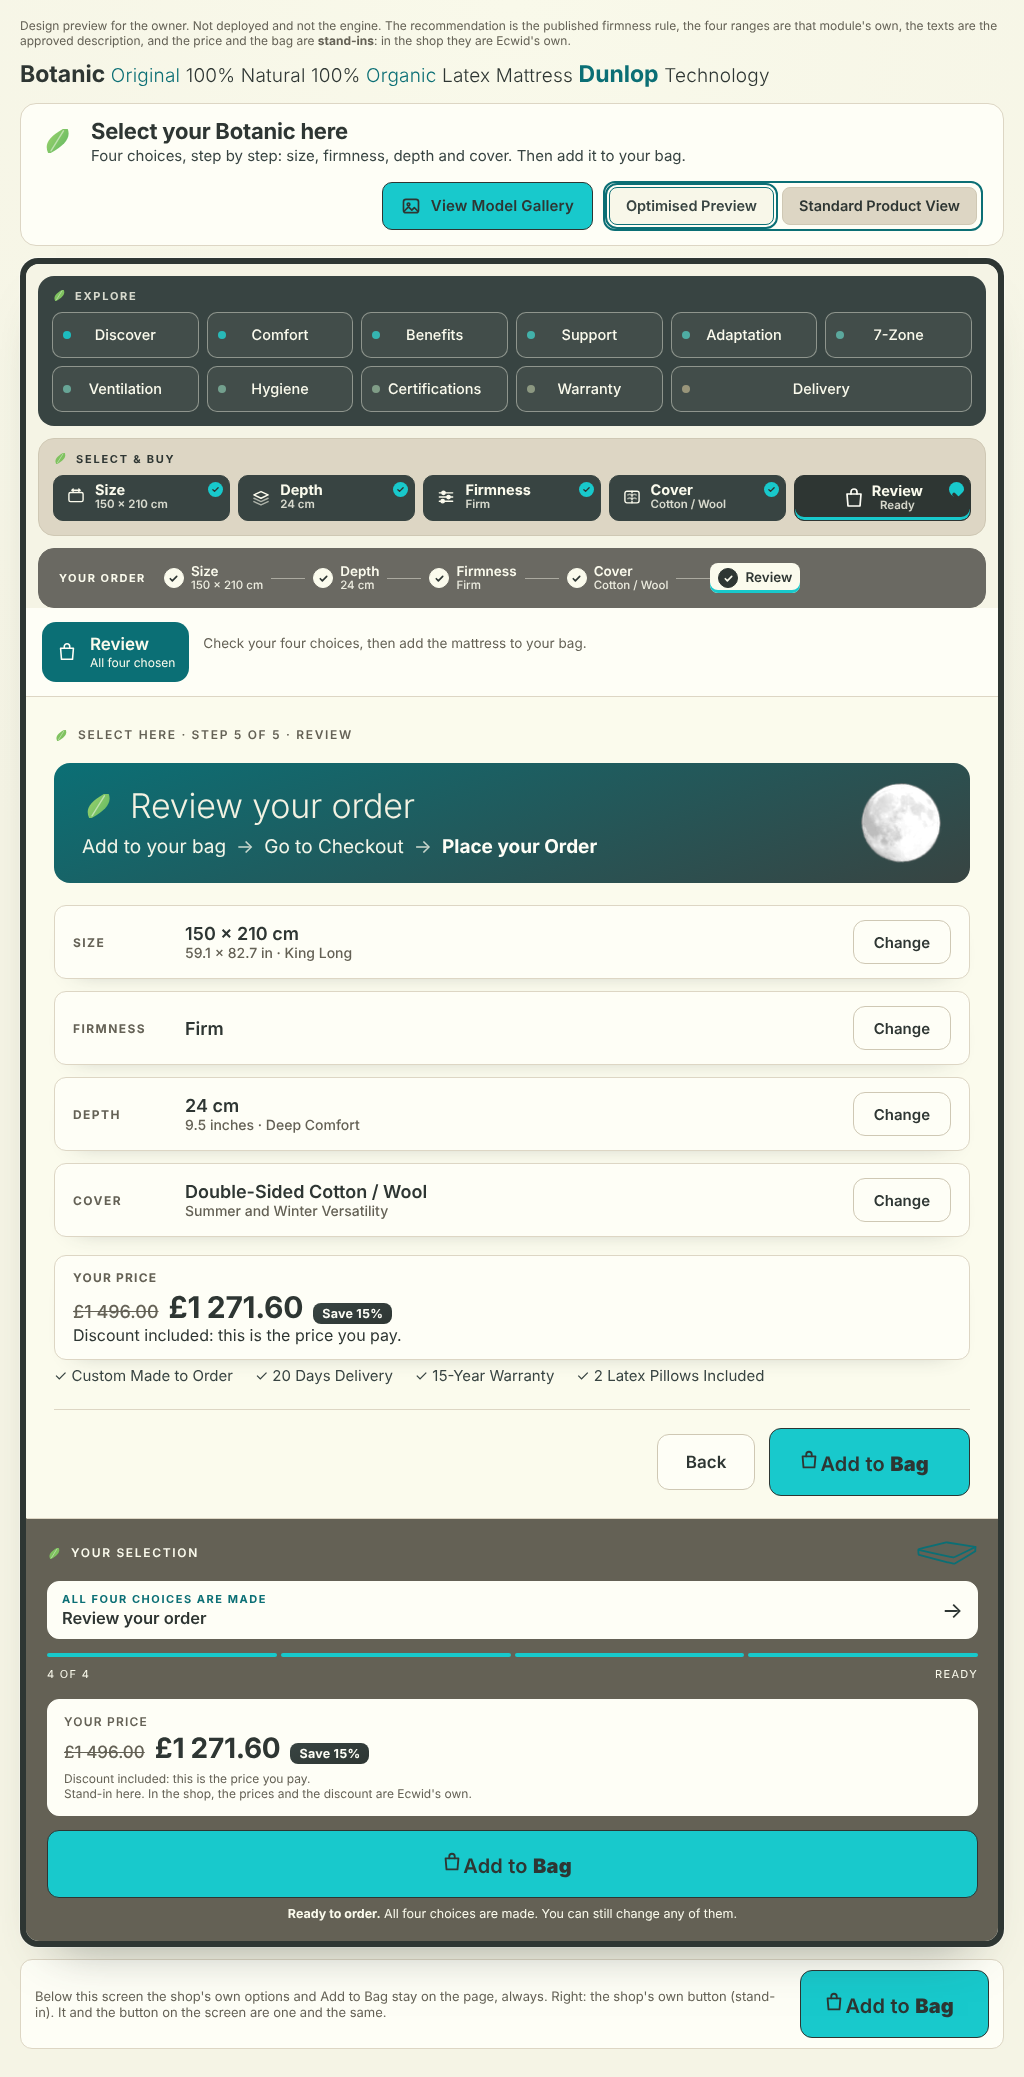 Design preview for the owner. Not deployed and not the engine. The recommendation is the published firmness rule, the four ranges are that module's own, the texts are the
approved description, and the price and the bag are stand-ins: in the shop they are Ecwid's own.
Botanic Original 100% Natural 100% Organic Latex Mattress Dunlop Technology
Select your Botanic here
Four choices, step by step: size, firmness, depth and cover. Then add it to your bag.
View Model Gallery
Optimised Preview
Standard Product View
EXPLORE
Discover
Comfort
Benefits
Support
Adaptation
7-Zone
Ventilation
Hygiene
Certifications
Warranty
Delivery
SELECT & BUY
Size
150 × 210 cm
Depth
24 cm
Firmness
Firm
Cover
Cotton / Wool
Review
Ready
YOUR ORDER
Size
150 × 210 cm
Depth
24 cm
Firmness
Firm
Cover
Cotton / Wool
Review
Review
All four chosen
Check your four choices, then add the mattress to your bag.
SELECT HERE · STEP 5 OF 5 · REVIEW
Review your order
Add to your bag → Go to Checkout → Place your Order
SIZE
150 × 210 cm
59.1 × 82.7 in · King Long
Change
FIRMNESS
Firm
Change
DEPTH
24 cm
9.5 inches · Deep Comfort
Change
COVER
Double-Sided Cotton / Wool
Summer and Winter Versatility
Change
YOUR PRICE
£1 496.00 £1 271.60 Save 15%
Discount included: this is the price you pay.
✓ Custom Made to Order ✓ 20 Days Delivery ✓ 15-Year Warranty ✓ 2 Latex Pillows Included
Back
Add to Bag
YOUR SELECTION
ALL FOUR CHOICES ARE MADE
Review your order
→
4 OF 4
READY
YOUR PRICE
£1 496.00 £1 271.60 Save 15%
Discount included: this is the price you pay.
Stand-in here. In the shop, the prices and the discount are Ecwid's own.
Add to Bag
Ready to order. All four choices are made. You can still change any of them.
Below this screen the shop's own options and Add to Bag stay on the page, always. Right: the shop's own button (stand-
in). It and the button on the screen are one and the same.
Add to Bag